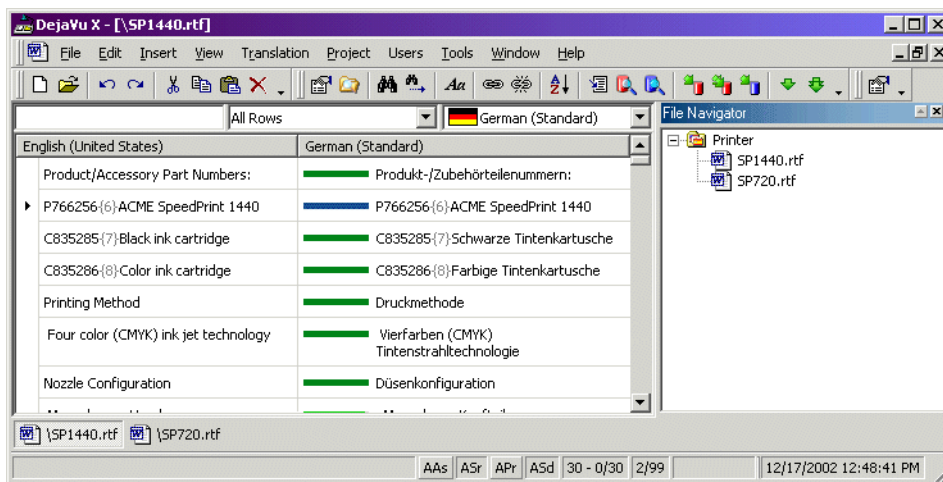 DejaVu X - [\SP1440.rtf]
File Edit Insert View Translation Project Users Tools Window Help
Aa
All Rows German (Standard) File Navigator
English (United States) German (Standard) Printer
Product/Accessory Part Numbers: Produkt-/Zubehörteilenummern: SP1440.rtf
SP720.rtf
P766256{6}ACME SpeedPrint 1440 P766256{6}ACME SpeedPrint 1440
C835285{7}Black ink cartridge C835285{7}Schwarze Tintenkartusche
C835286{8}Color ink cartridge C835286{8}Farbige Tintenkartusche
Printing Method Druckmethode
Four color (CMYK) ink jet technology Vierfarben (CMYK)
Tintenstrahltechnologie
Nozzle Configuration Düsenkonfiguration
\SP1440.rtf \SP720.rtf
AAs ASr APr ASd 30 - 0/30 2/99 12/17/2002 12:48:41 PM